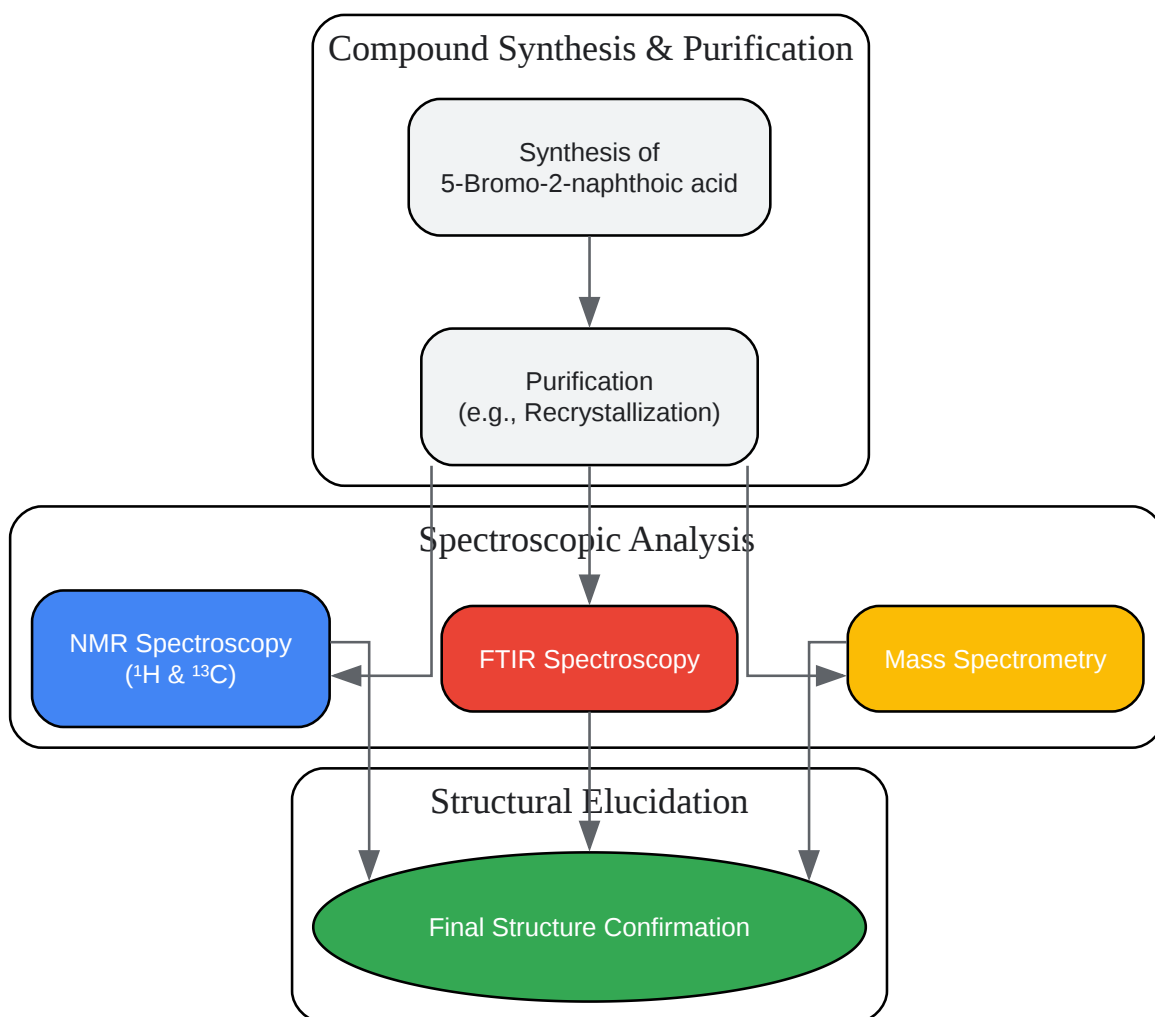 Compound Synthesis & Purification
Synthesis of
5-Bromo-2-naphthoic acid
Purification
(e.g., Recrystallization)
Spectroscopic Analysis
NMR Spectroscopy
(¹H & ¹³C)
FTIR Spectroscopy
Mass Spectrometry
Structural Elucidation
Final Structure Confirmation